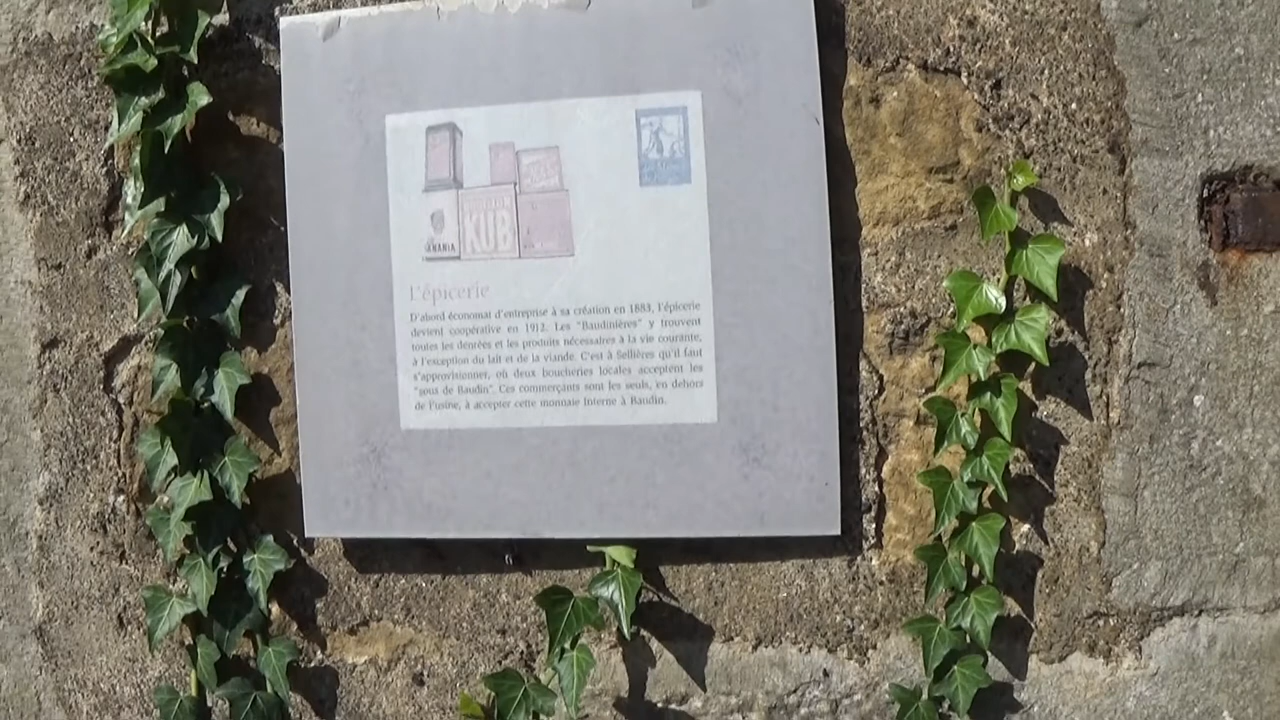 KUB
L'épicerie
D'abord économat d'entreprise à sa création en 1883, l'épicerie
devient coopérative en 1912. Les "Baudinières" y trouvent
toutes les denrées et les produits nécessaires à la vie courante,
à l'exception du lait et de la viande. C'est à Sellières qu'il faut
s'approvisionner, où deux boucheries locales acceptent les
"sous de Baudin". Ces commerçants sont les seuls, en dehors
de l'usine, à accepter cette monnaie interne à Baudin.